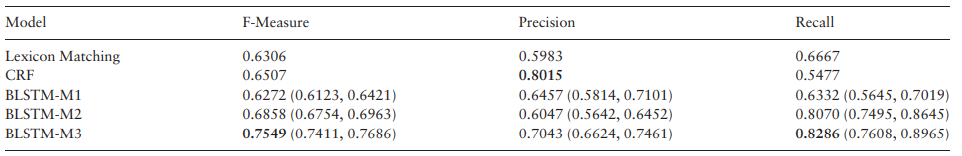 Model F-Measure Precision Recall
Lexicon Matching 0.6306 0.5983 0.6667
CRF 0.6507 0.8015 0.5477
BLSTM-M1 0.6272 (0.6123, 0.6421) 0.6457 (0.5814, 0.7101) 0.6332 (0.5645, 0.7019)
BLSTM-M2 0.6858 (0.6754, 0.6963) 0.6047 (0.5642, 0.6452) 0.8070 (0.7495, 0.8645)
BLSTM-M3 0.7549 (0.7411, 0.7686) 0.7043 (0.6624, 0.7461) 0.8286 (0.7608, 0.8965)